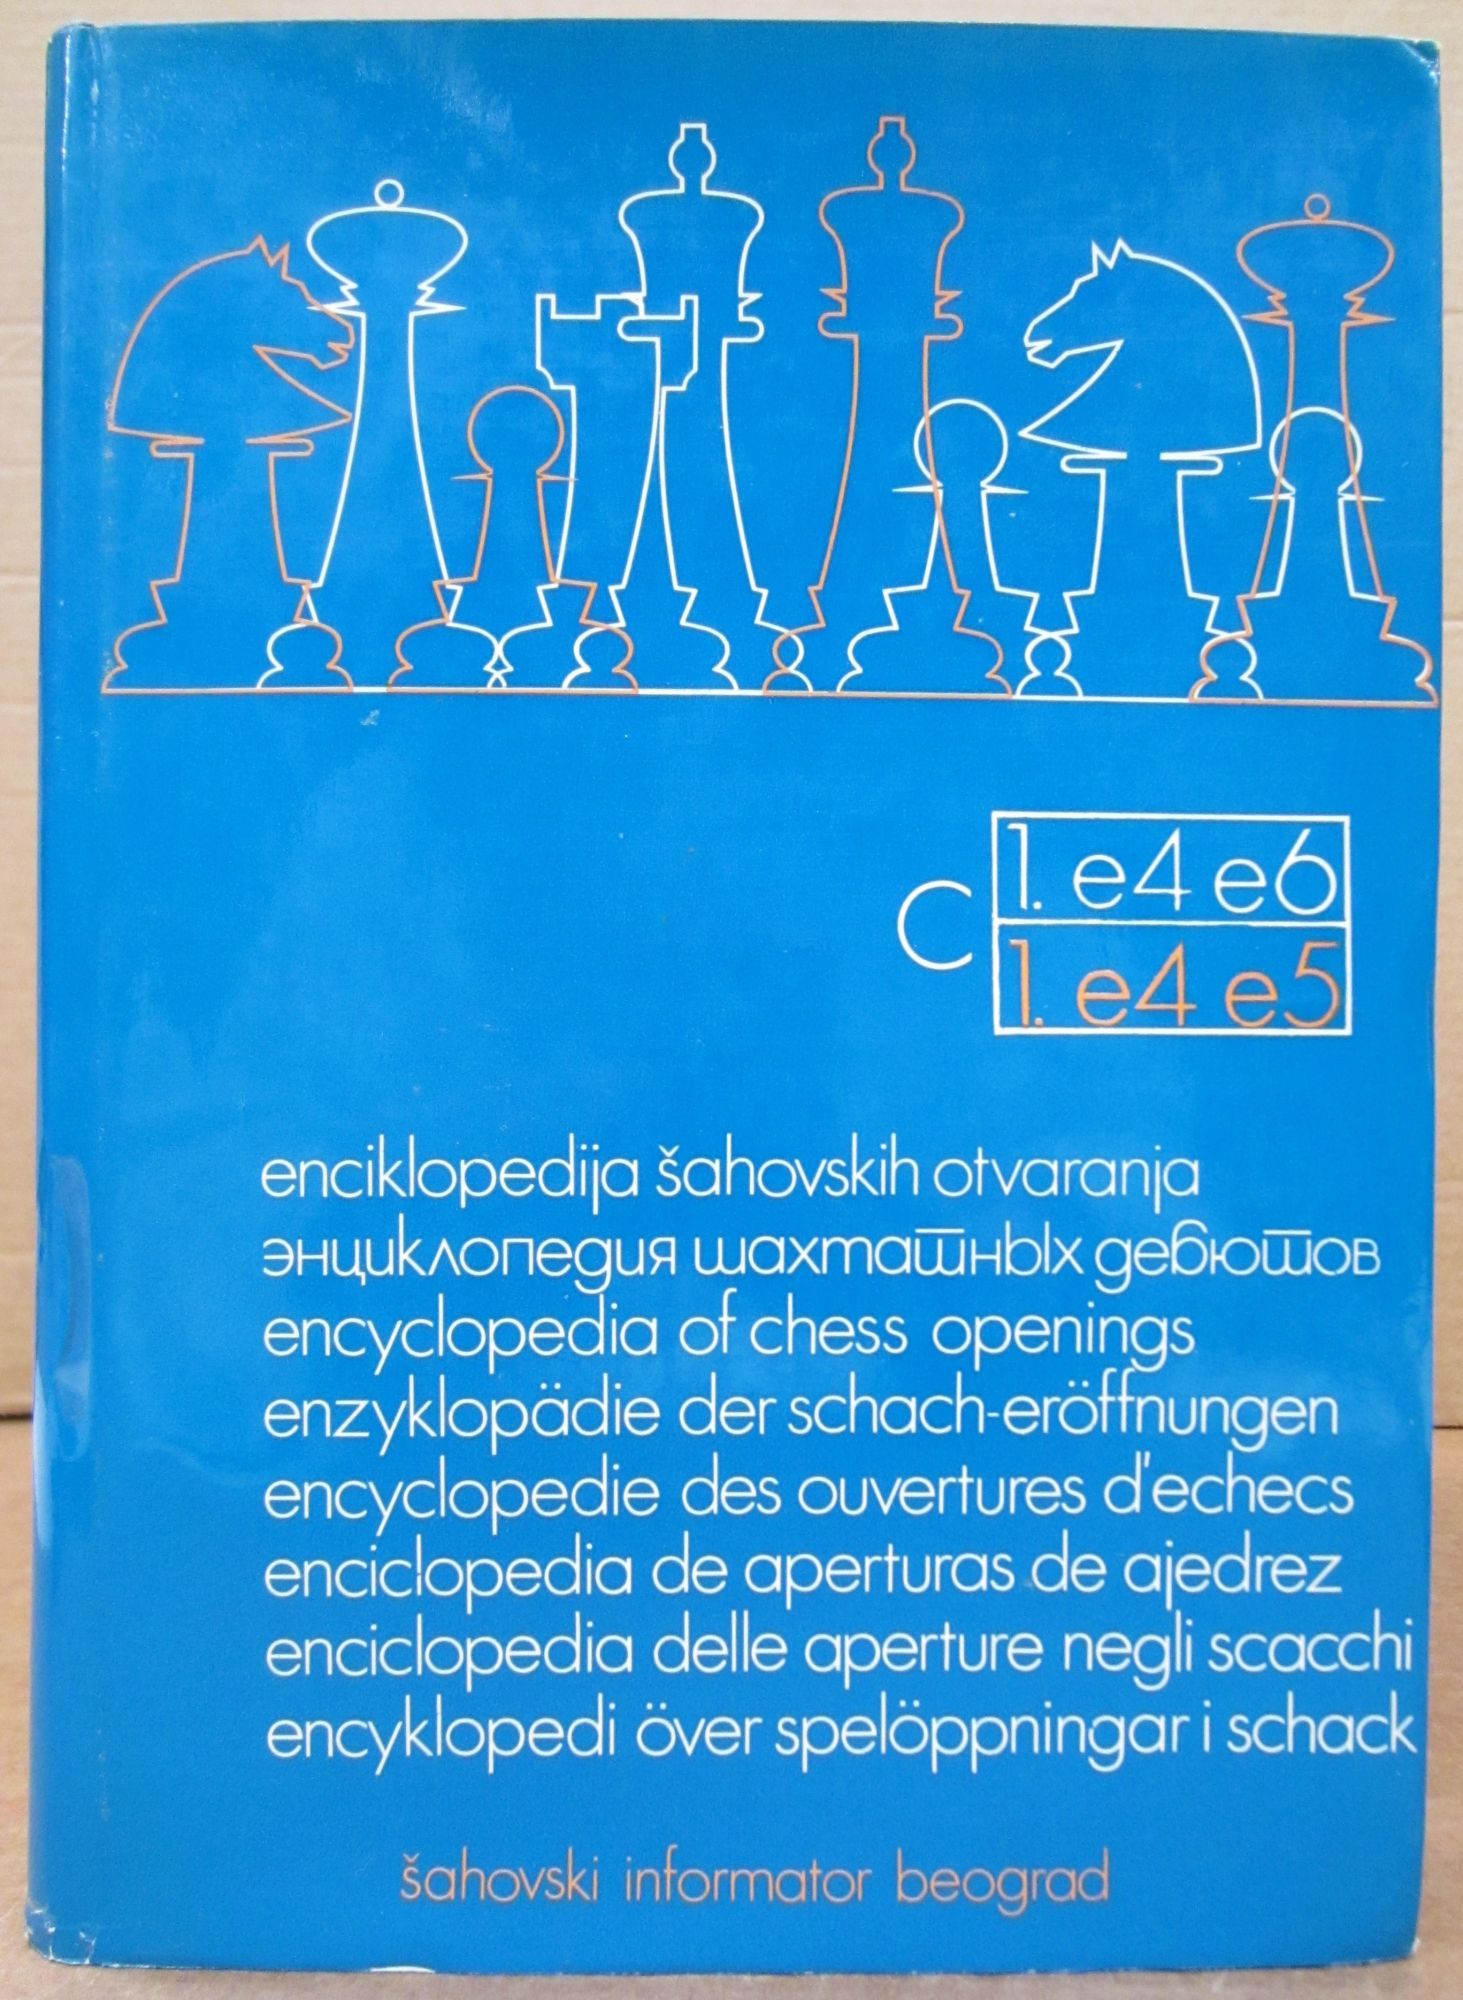 C
1. e4 e6
1. e4 e5
enciklopedija šahovskih otvaranja
энциклопедия шахматных дебютов
encyclopedia of chess openings
enzyklopädie der schach-eröffnungen
encyclopedie des ouvertures d'echecs
enciclopedia de aperturas de ajedrez
enciclopedia delle aperture negli scacchi
encyklopedi över spelöppningar i schack
šahovski informator beograd